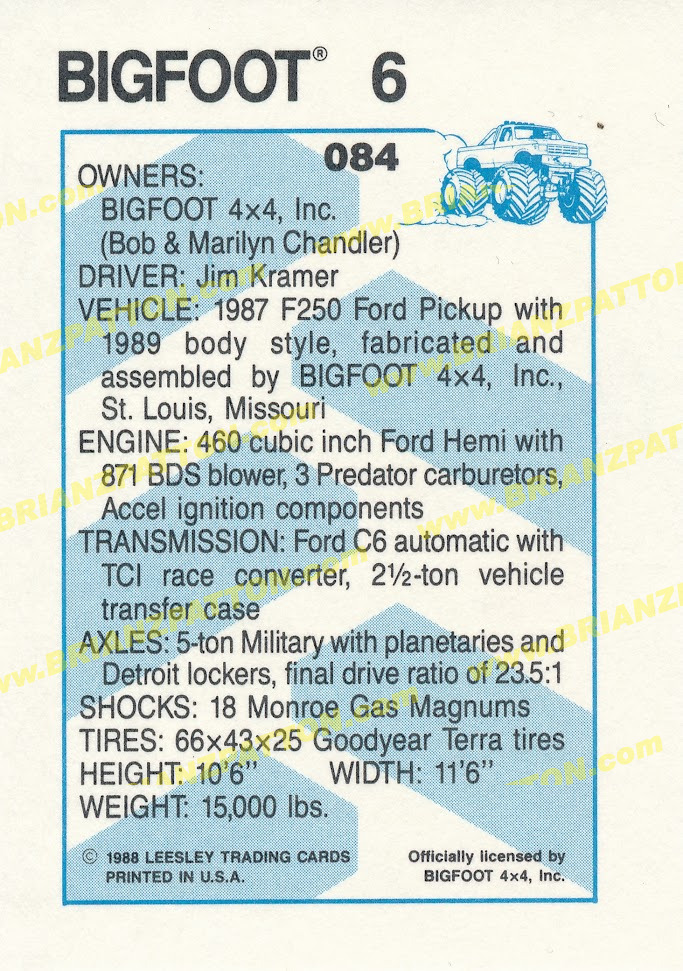 BIGFOOT® 6
084
OWNERS:
BIGFOOT 4×4, Inc.
(Bob & Marilyn Chandler)
DRIVER: Jim Kramer
VEHICLE: 1987 F250 Ford Pickup with
1989 body style, fabricated and
assembled by BIGFOOT 4×4, Inc.,
St. Louis, Missouri
ENGINE: 460 cubic inch Ford Hemi with
871 BDS blower, 3 Predator carburetors,
Accel ignition components
TRANSMISSION: Ford C6 automatic with
TCI race converter, 2½-ton vehicle
transfer case
AXLES: 5-ton Military with planetaries and
Detroit lockers, final drive ratio of 23.5:1
SHOCKS: 18 Monroe Gas Magnums
TIRES: 66×43×25 Goodyear Terra tires
HEIGHT: 10'6" WIDTH: 11'6"
WEIGHT: 15,000 lbs.
© 1988 LEESLEY TRADING CARDS
PRINTED IN U.S.A.
Officially licensed by
BIGFOOT 4×4, Inc.
www.BRIANZPATTON.com